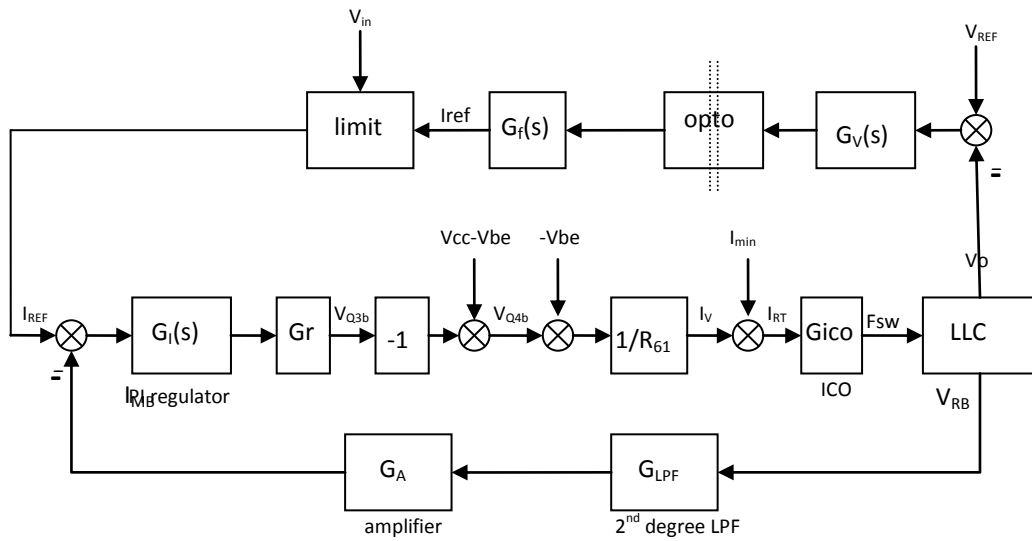 Vin
VREF
limit
Iref
Gf(s)
opto
GV(s)
-
Vcc-Vbe
-Vbe
Imin
Vo
IREF
GI(s)
Gr
VQ3b
-1
VQ4b
1/R61
IV
IRT
Gico
Fsw
LLC
-
IMB
PI regulator
ICO
VRB
GA
GLPF
amplifier
2nd degree LPF